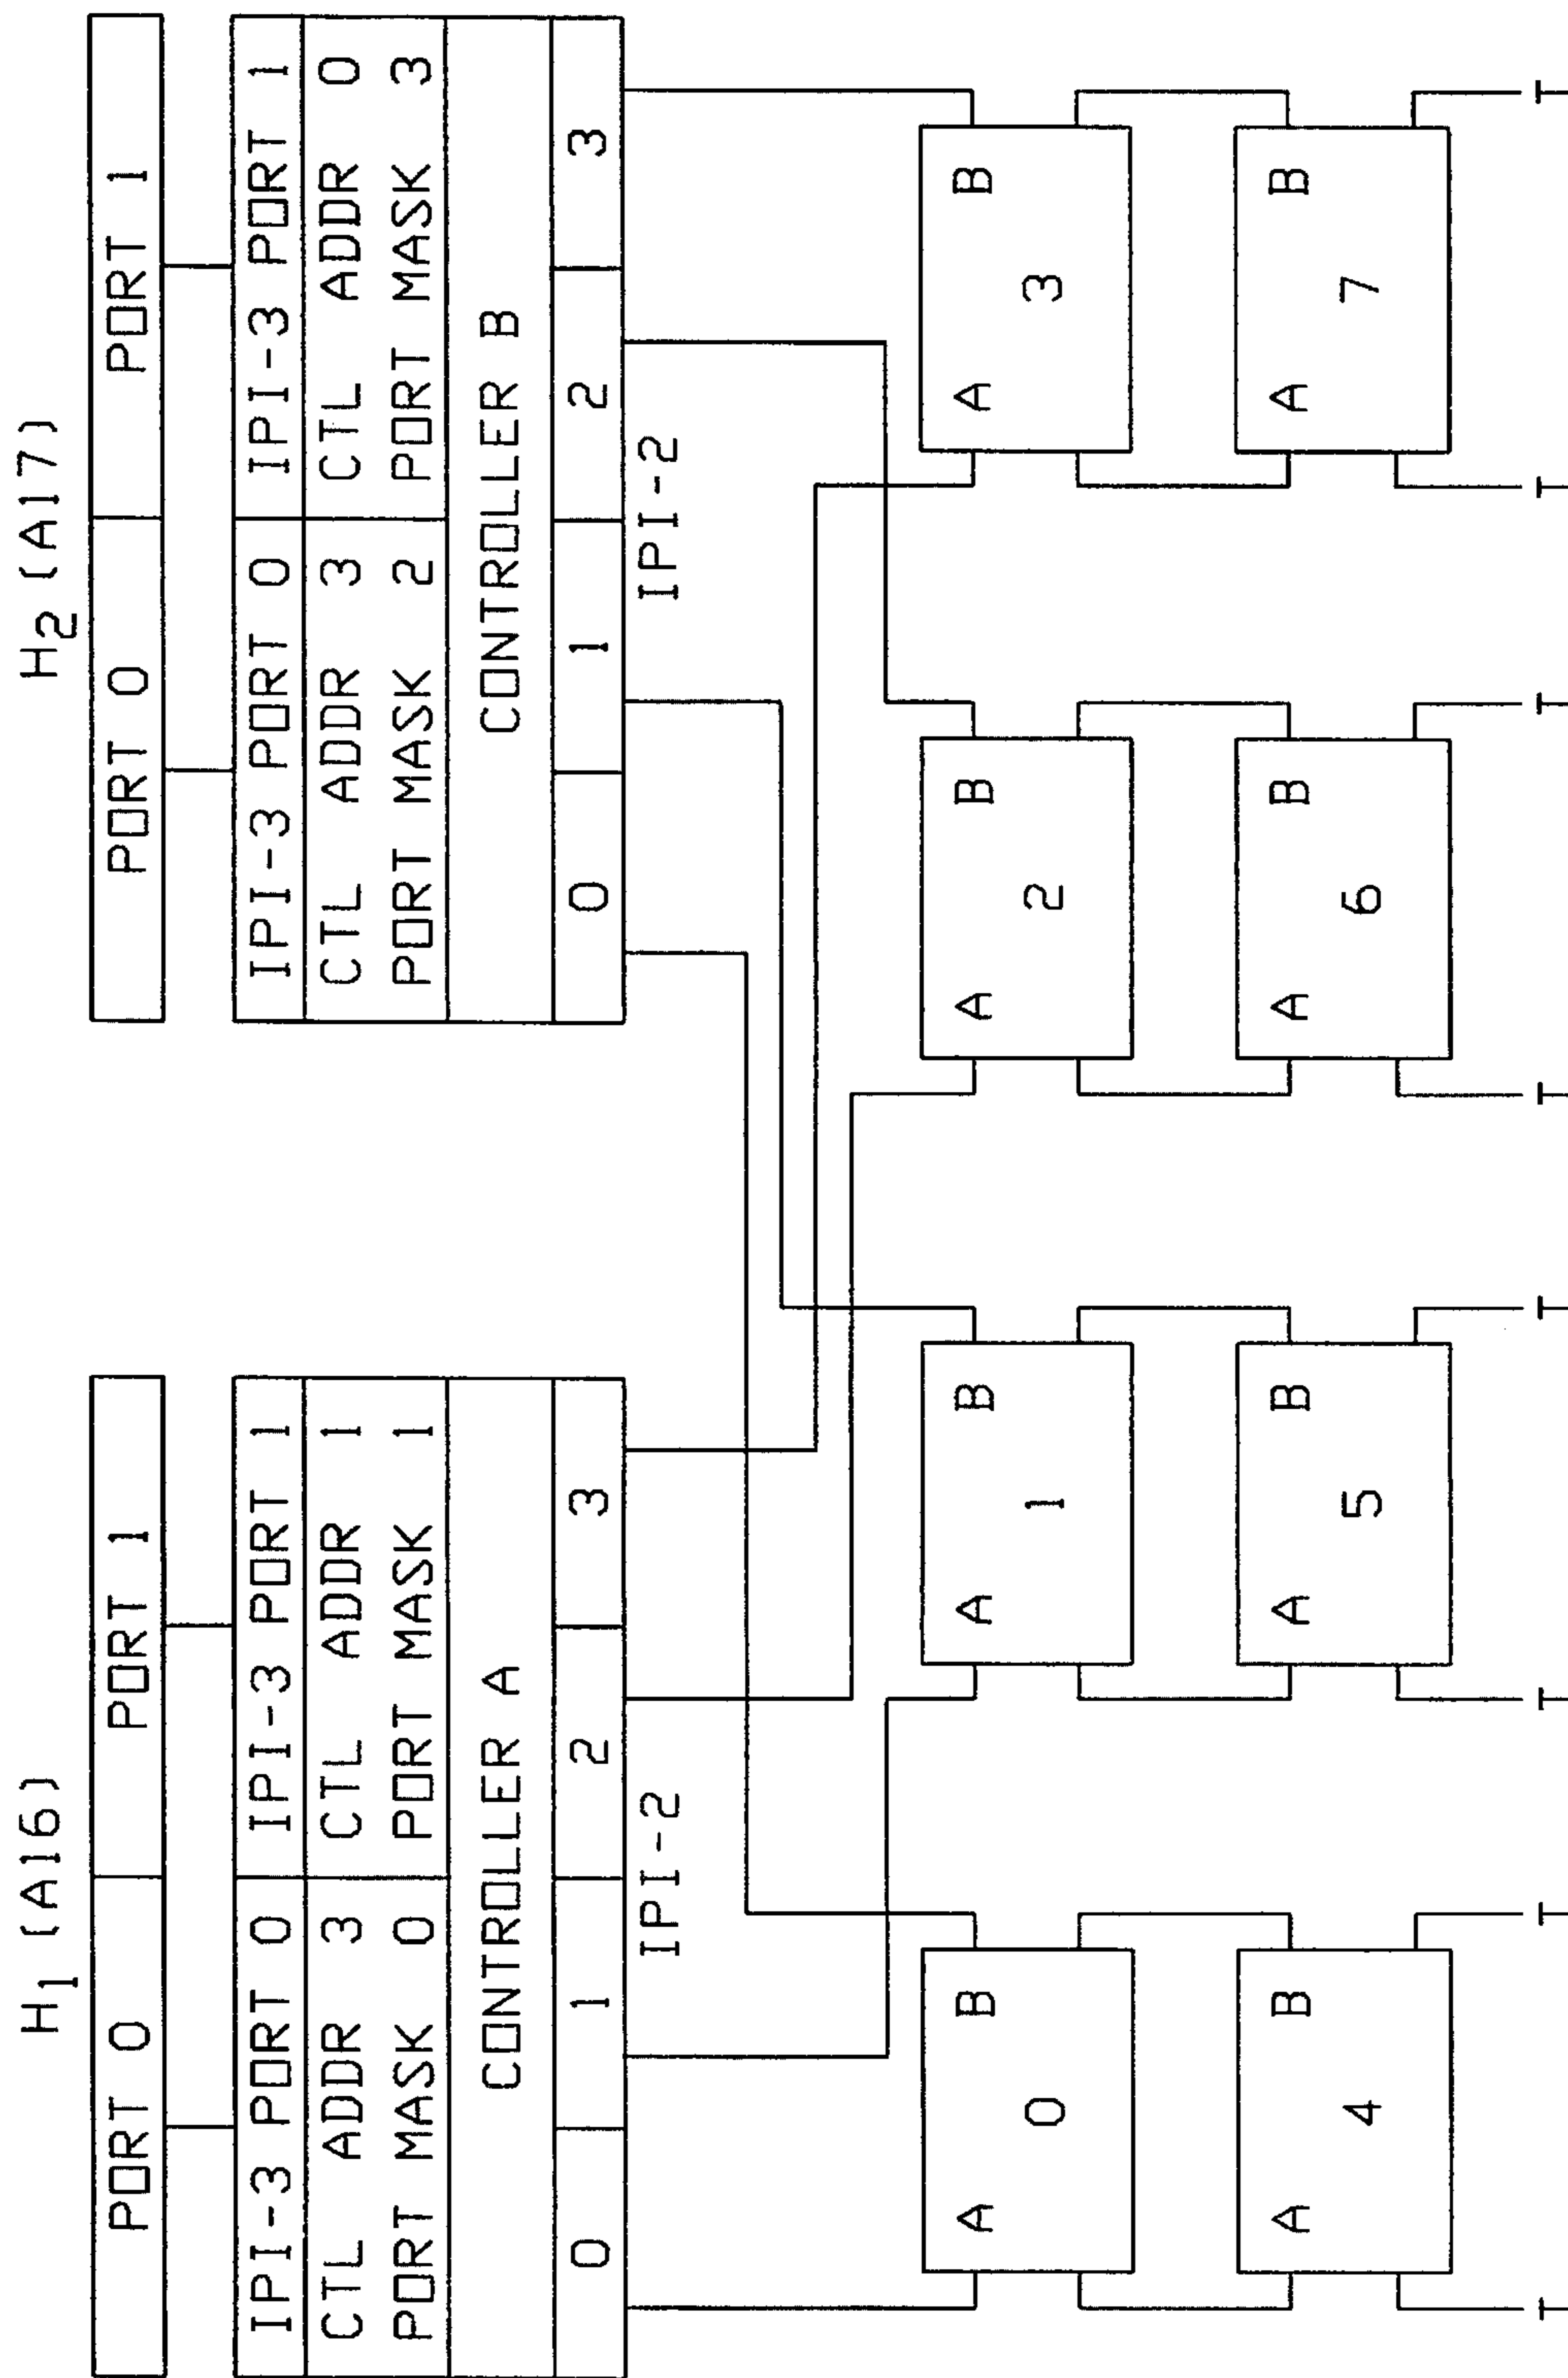 H1 (A16)
PORT 0 PORT 1
IPI-3 PORT 0 IPI-3 PORT 1
CTL ADDR 3 CTL ADDR 1
PORT MASK 0 PORT MASK 1
CONTROLLER A
0 1 2 3
IPI-2
H2 (A17)
PORT 0 PORT 1
IPI-3 PORT 0 IPI-3 PORT 1
CTL ADDR 3 CTL ADDR 0
PORT MASK 2 PORT MASK 3
CONTROLLER B
0 1 2 3
IPI-2
A B
0
A B
1
A B
2
A B
3
A B
4
A B
5
A B
6
A B
7
T T T T T T T T